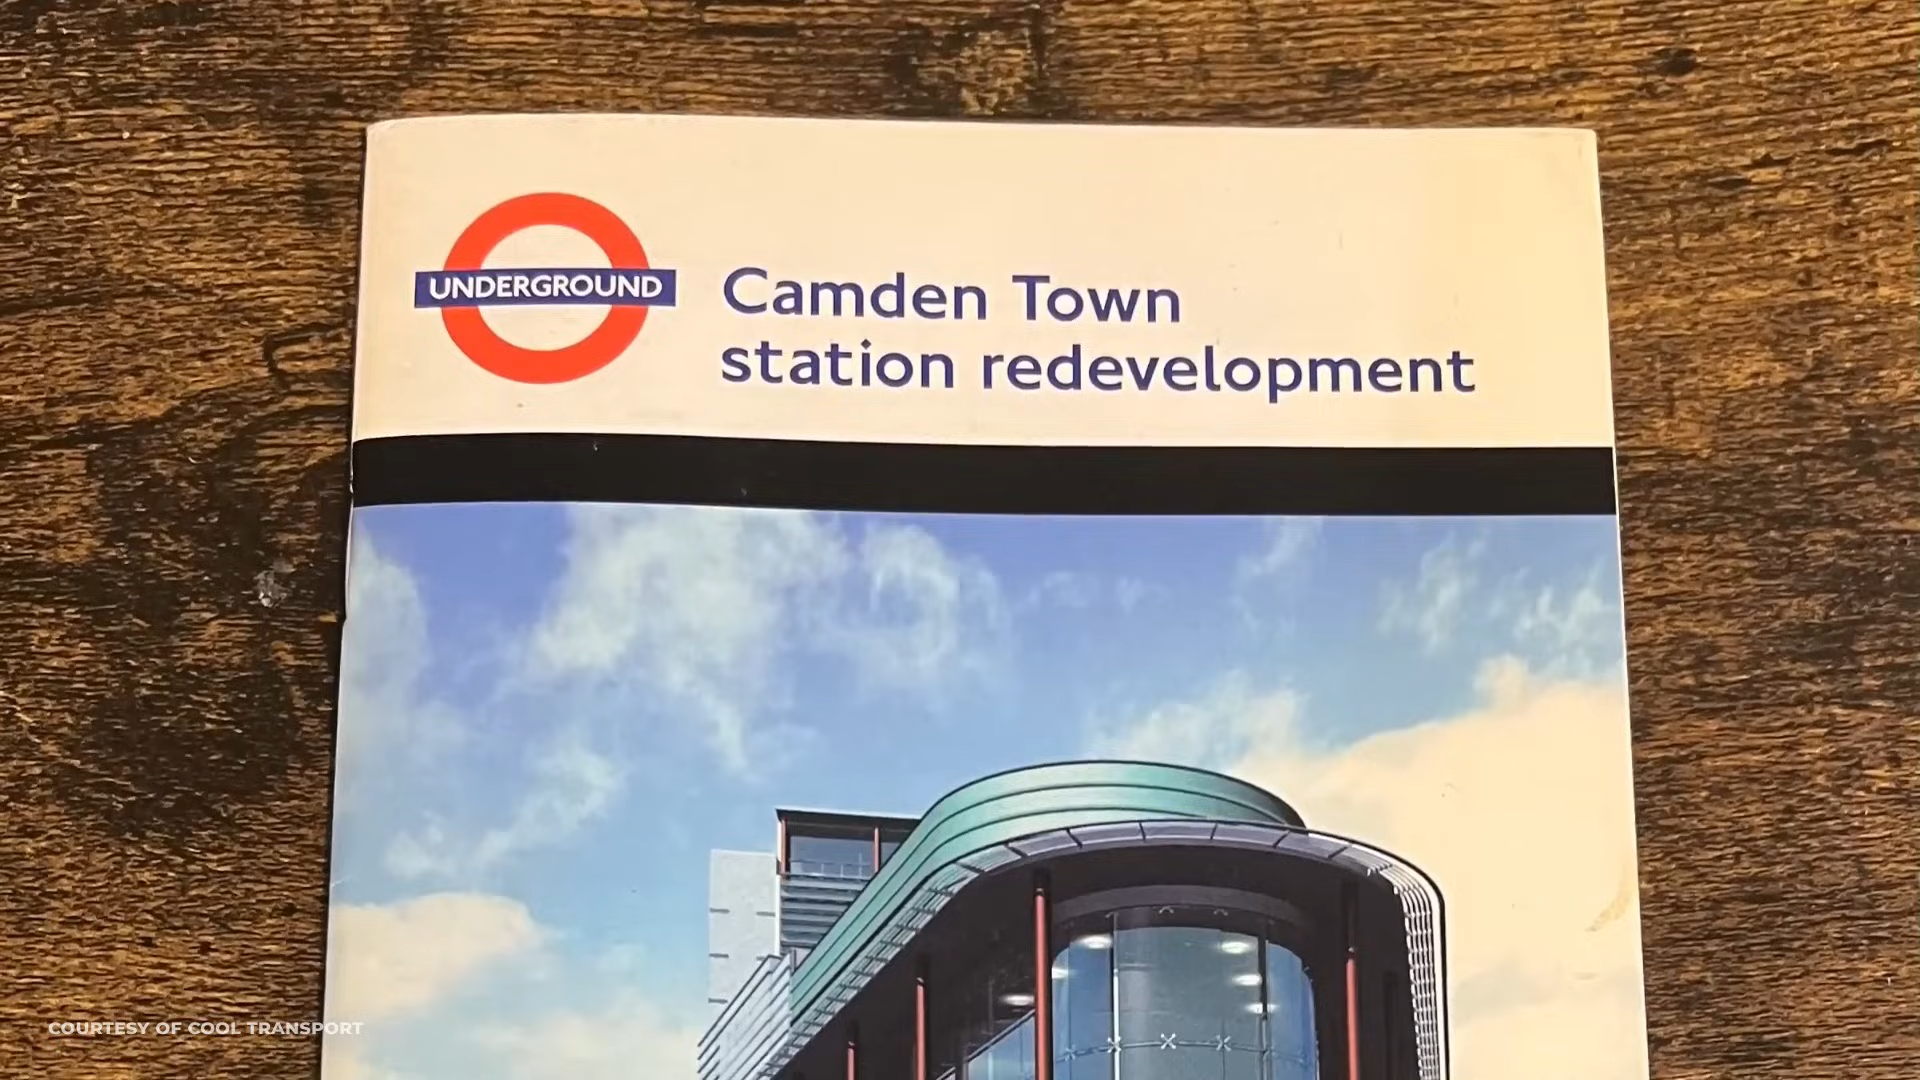 UNDERGROUND
Camden Town
station redevelopment
COURTESY OF COOL TRANSPORT